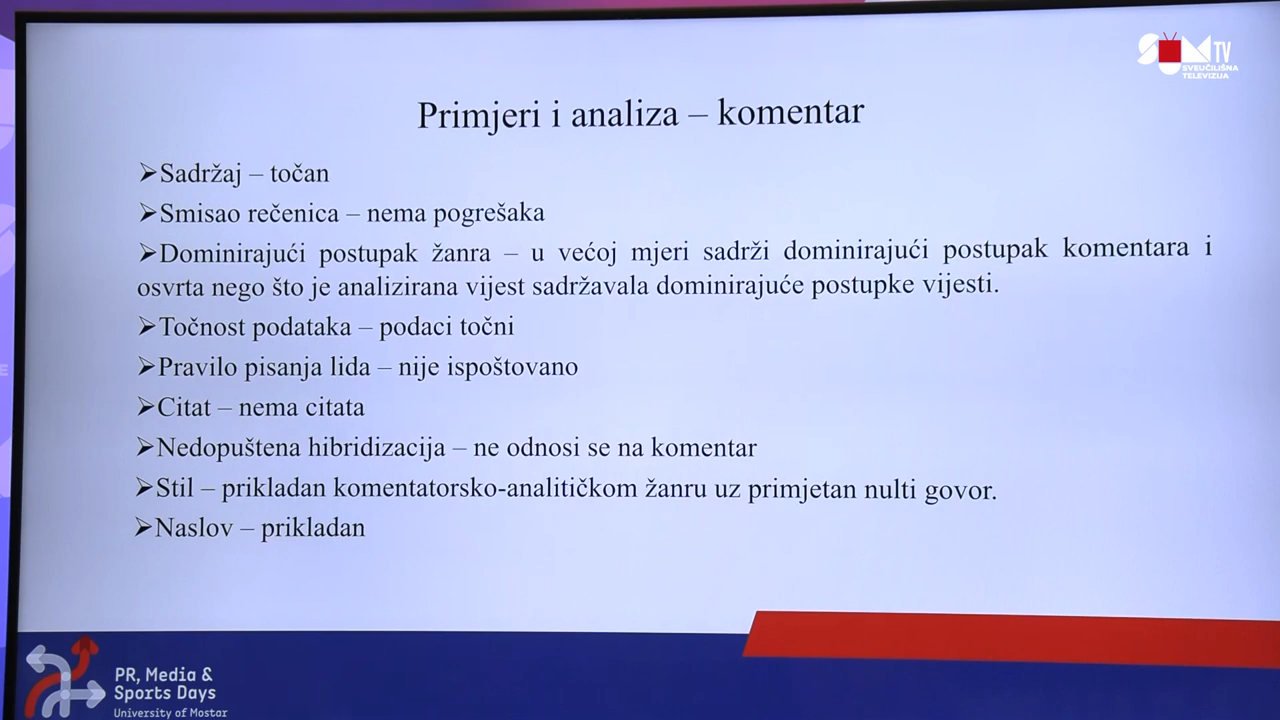 SUM TV
SVEUČILIŠNA
TELEVIZIJA
Primjeri i analiza – komentar
➢Sadržaj – točan
➢Smisao rečenica – nema pogrešaka
➢Dominirajući postupak žanra – u većoj mjeri sadrži dominirajući postupak komentara i
osvrta nego što je analizirana vijest sadržavala dominirajuće postupke vijesti.
➢Točnost podataka – podaci točni
➢Pravilo pisanja lida – nije ispoštovano
➢Citat – nema citata
➢Nedopuštena hibridizacija – ne odnosi se na komentar
➢Stil – prikladan komentatorsko-analitičkom žanru uz primjetan nulti govor.
➢Naslov – prikladan
PR, Media &
Sports Days
University of Mostar